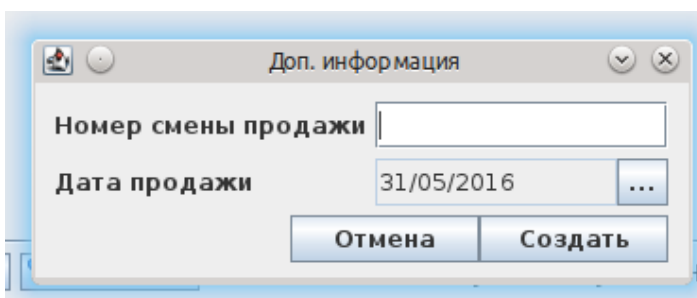 Доп. информация
Номер смены продажи
Дата продажи 31/05/2016 ...
Отмена Создать